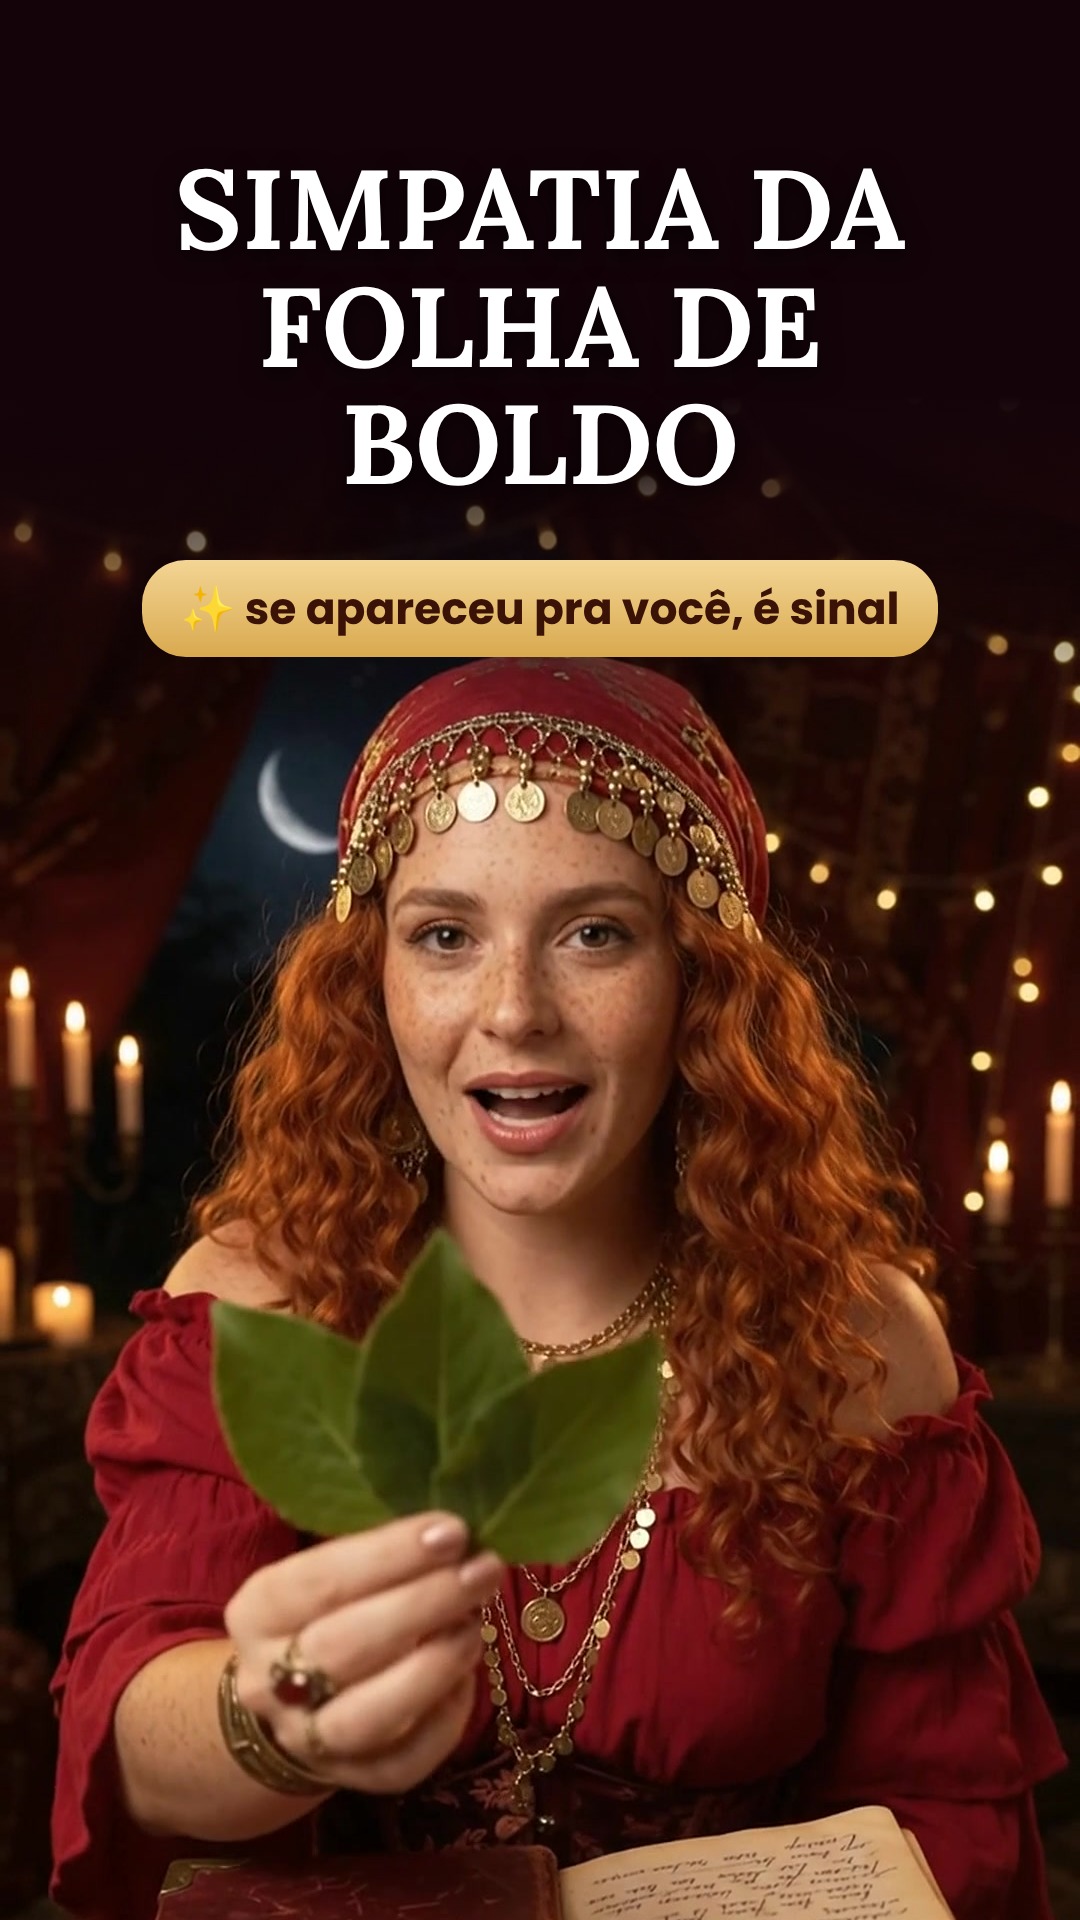 SIMPATIA DA
FOLHA DE
BOLDO
✨ se apareceu pra você, é sinal